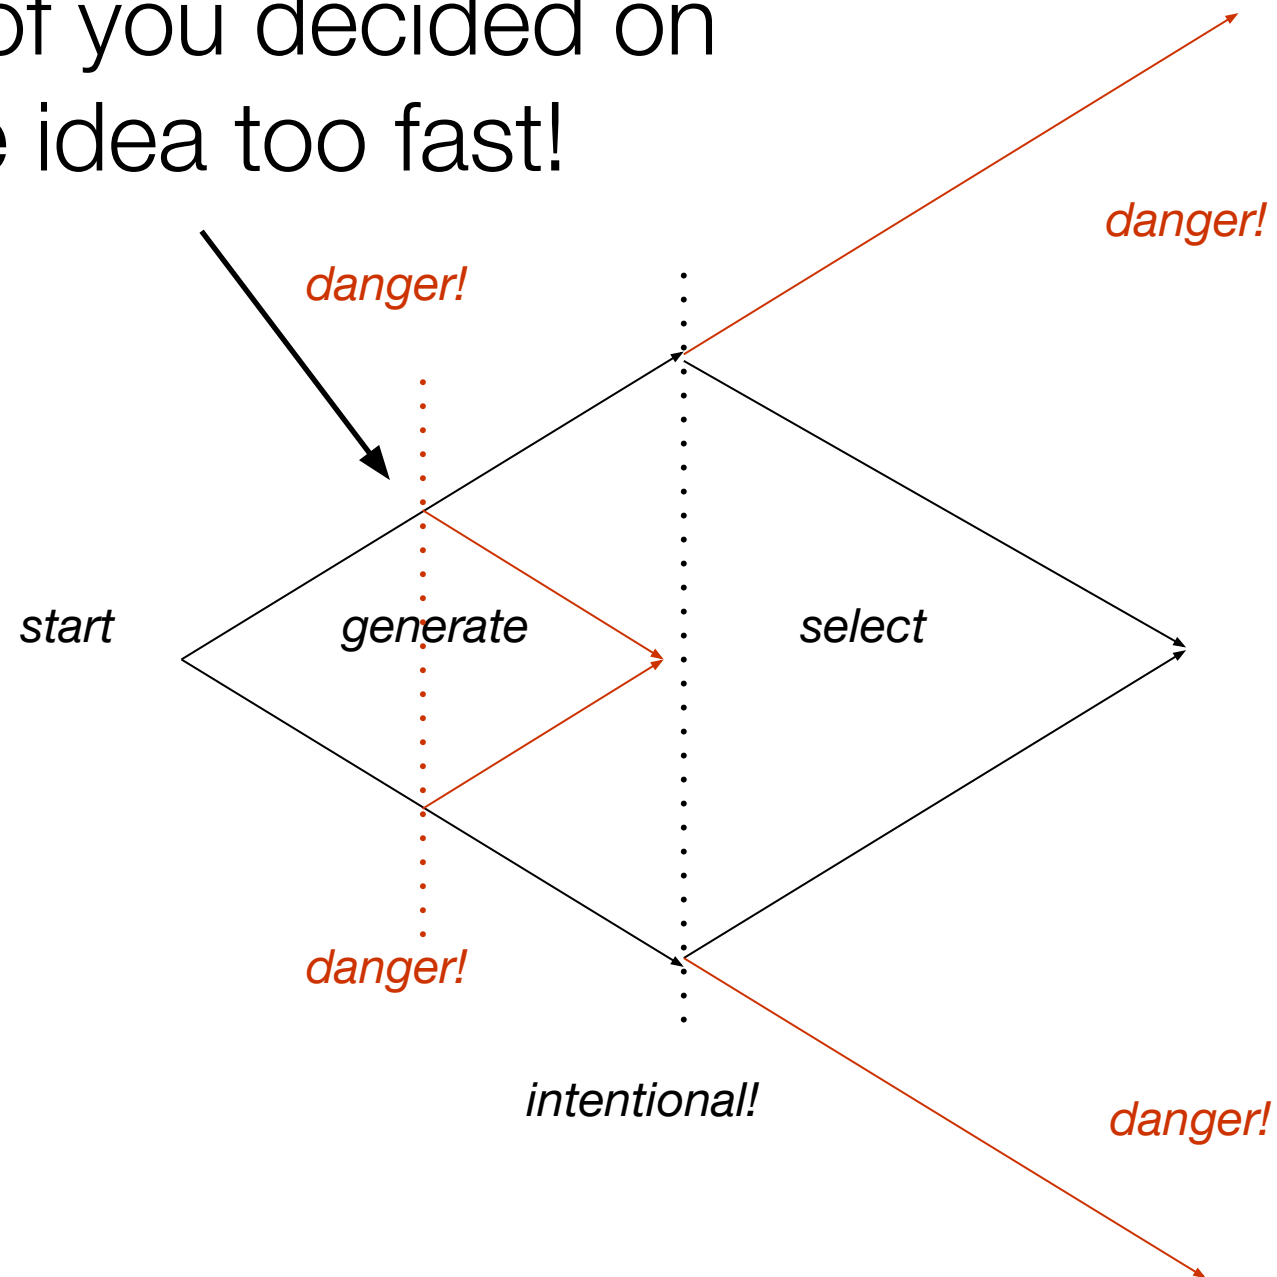 of you decided on
idea too fast!
danger!
danger!
start
generate
select
danger!
intentional!
danger!